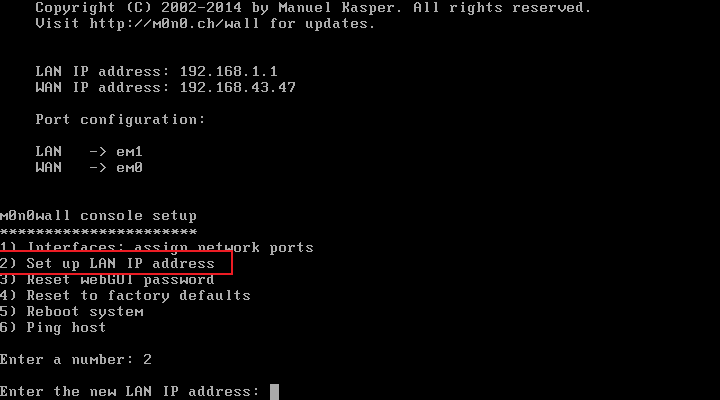 Copyright (C) 2002-2014 by Manuel Kasper. All rights reserved.
Visit http://m0n0.ch/wall for updates.
LAN IP address: 192.168.1.1
WAN IP address: 192.168.43.47
Port configuration:
LAN   -> em1
WAN   -> em0
m0n0wall console setup
**********************
1) Interfaces: assign network ports
2) Set up LAN IP address
3) Reset webGUI password
4) Reset to factory defaults
5) Reboot system
6) Ping host
Enter a number: 2
Enter the new LAN IP address: